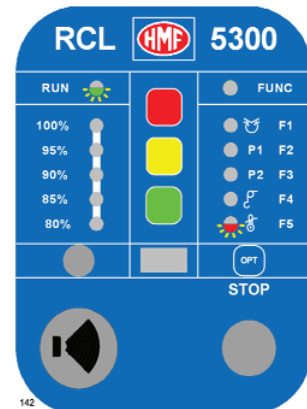 RCL HMF 5300
RUN FUNC
100% F1
95% P1 F2
90% P2 F3
85% F4
80% F5
OPT
STOP
142